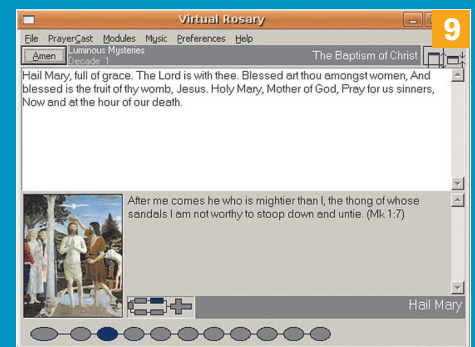 Virtual Rosary
9
File PrayerCast Modules Music Preferences Help
Amen
Luminous Mysteries
Decade 1
The Baptism of Christ
Hail Mary, full of grace. The Lord is with thee. Blessed art thou amongst women, And
blessed is the fruit of thy womb, Jesus. Holy Mary, Mother of God, Pray for us sinners,
Now and at the hour of our death.
After me comes he who is mightier than I, the thong of whose
sandals I am not worthy to stoop down and untie. (Mk 1:7)
Hail Mary